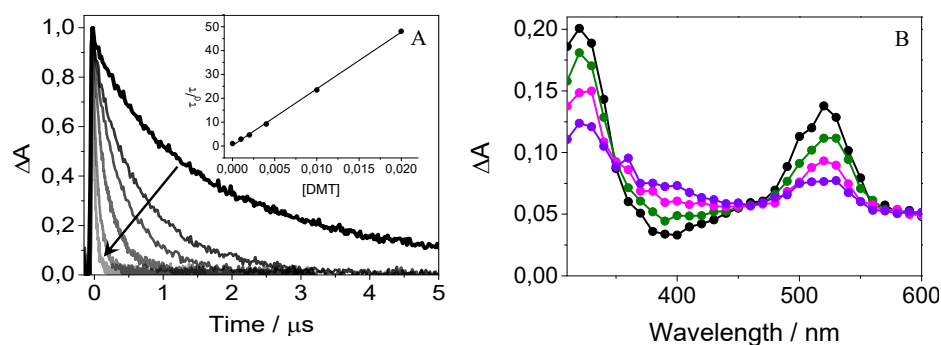 A
50
40
30
20
10
0
τ₀/τ
0,000 0,005 0,010 0,015 0,020
[DMT]
1,0
0,8
0,6
0,4
0,2
0,0
ΔA
0 1 2 3 4 5
Time / μs
B
0,20
0,15
0,10
0,05
0,00
ΔA
400 500 600
Wavelength / nm